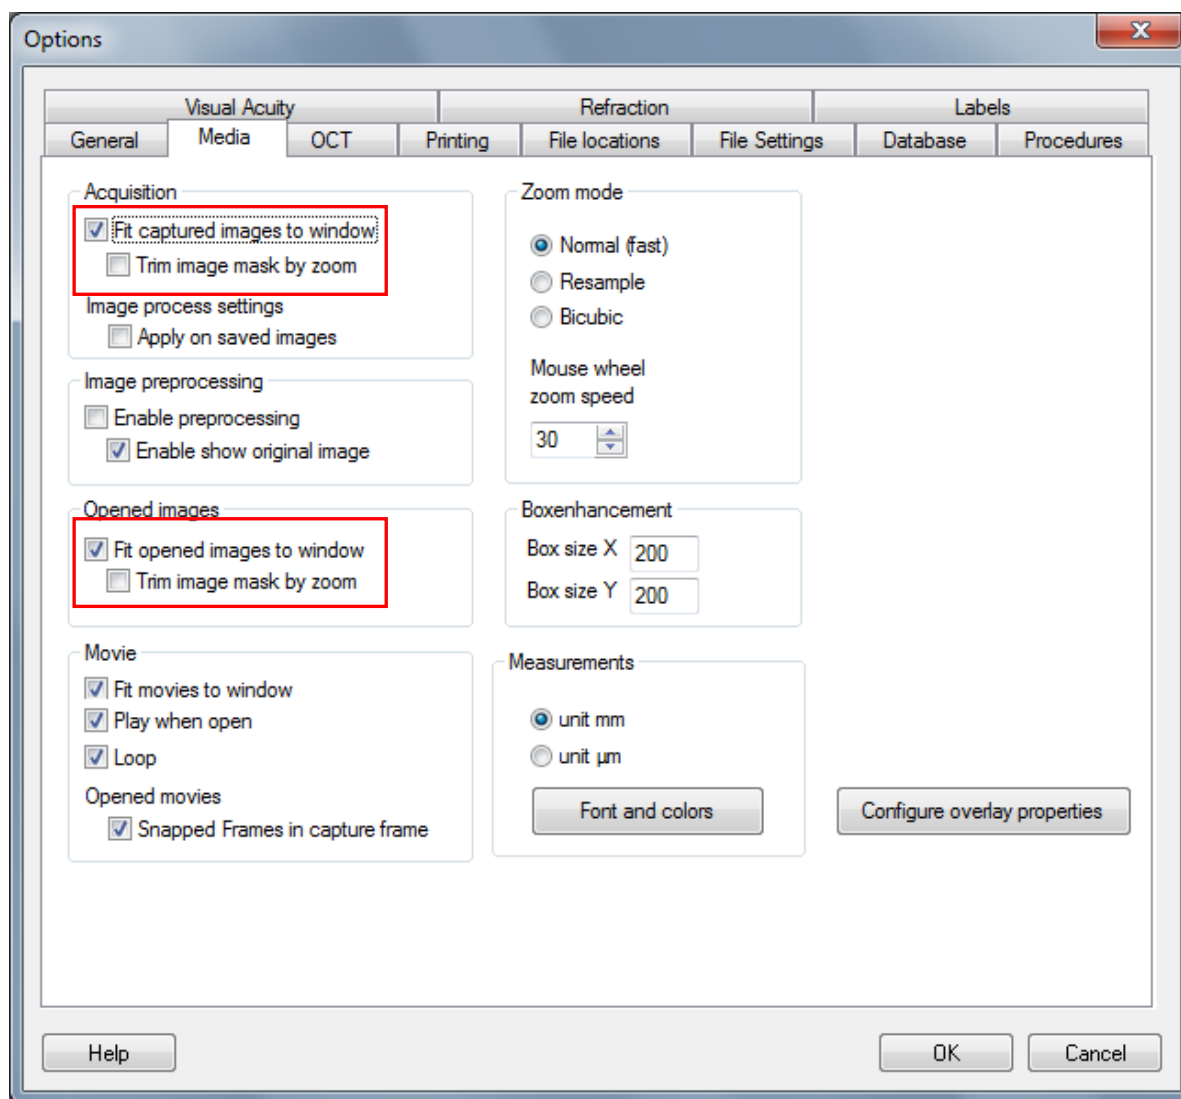 Options
Visual Acuity
Refraction
Labels
General
Media
OCT
Printing
File locations
File Settings
Database
Procedures
Acquisition
Fit captured images to window
Trim image mask by zoom
Image process settings
Apply on saved images
Image preprocessing
Enable preprocessing
Enable show original image
Opened images
Fit opened images to window
Trim image mask by zoom
Movie
Fit movies to window
Play when open
Loop
Opened movies
Snapped Frames in capture frame
Zoom mode
Normal (fast)
Resample
Bicubic
Mouse wheel
zoom speed
30
Boxenhancement
Box size X 200
Box size Y 200
Measurements
unit mm
unit µm
Font and colors
Configure overlay properties
Help
OK
Cancel